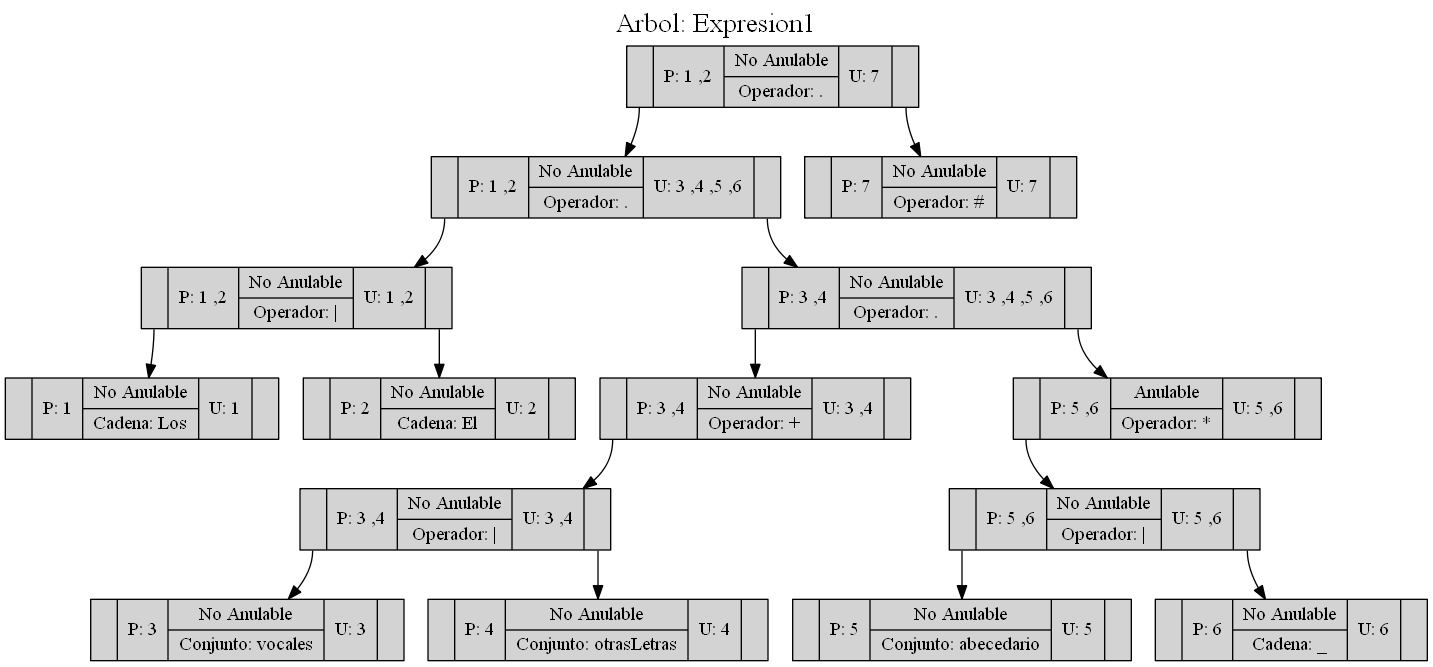 Arbol: Expresion1
P: 1 ,2
No Anulable
Operador: .
U: 7
P: 1 ,2
No Anulable
Operador: .
U: 3 ,4 ,5 ,6
P: 7
No Anulable
Operador: #
U: 7
P: 1 ,2
No Anulable
Operador: |
U: 1 ,2
P: 3 ,4
No Anulable
Operador: .
U: 3 ,4 ,5 ,6
P: 1
No Anulable
Cadena: Los
U: 1
P: 2
No Anulable
Cadena: El
U: 2
P: 3 ,4
No Anulable
Operador: +
U: 3 ,4
P: 5 ,6
Anulable
Operador: *
U: 5 ,6
P: 3 ,4
No Anulable
Operador: |
U: 3 ,4
P: 5 ,6
No Anulable
Operador: |
U: 5 ,6
P: 3
No Anulable
Conjunto: vocales
U: 3
P: 4
No Anulable
Conjunto: otrasLetras
U: 4
P: 5
No Anulable
Conjunto: abecedario
U: 5
P: 6
No Anulable
Cadena: _
U: 6